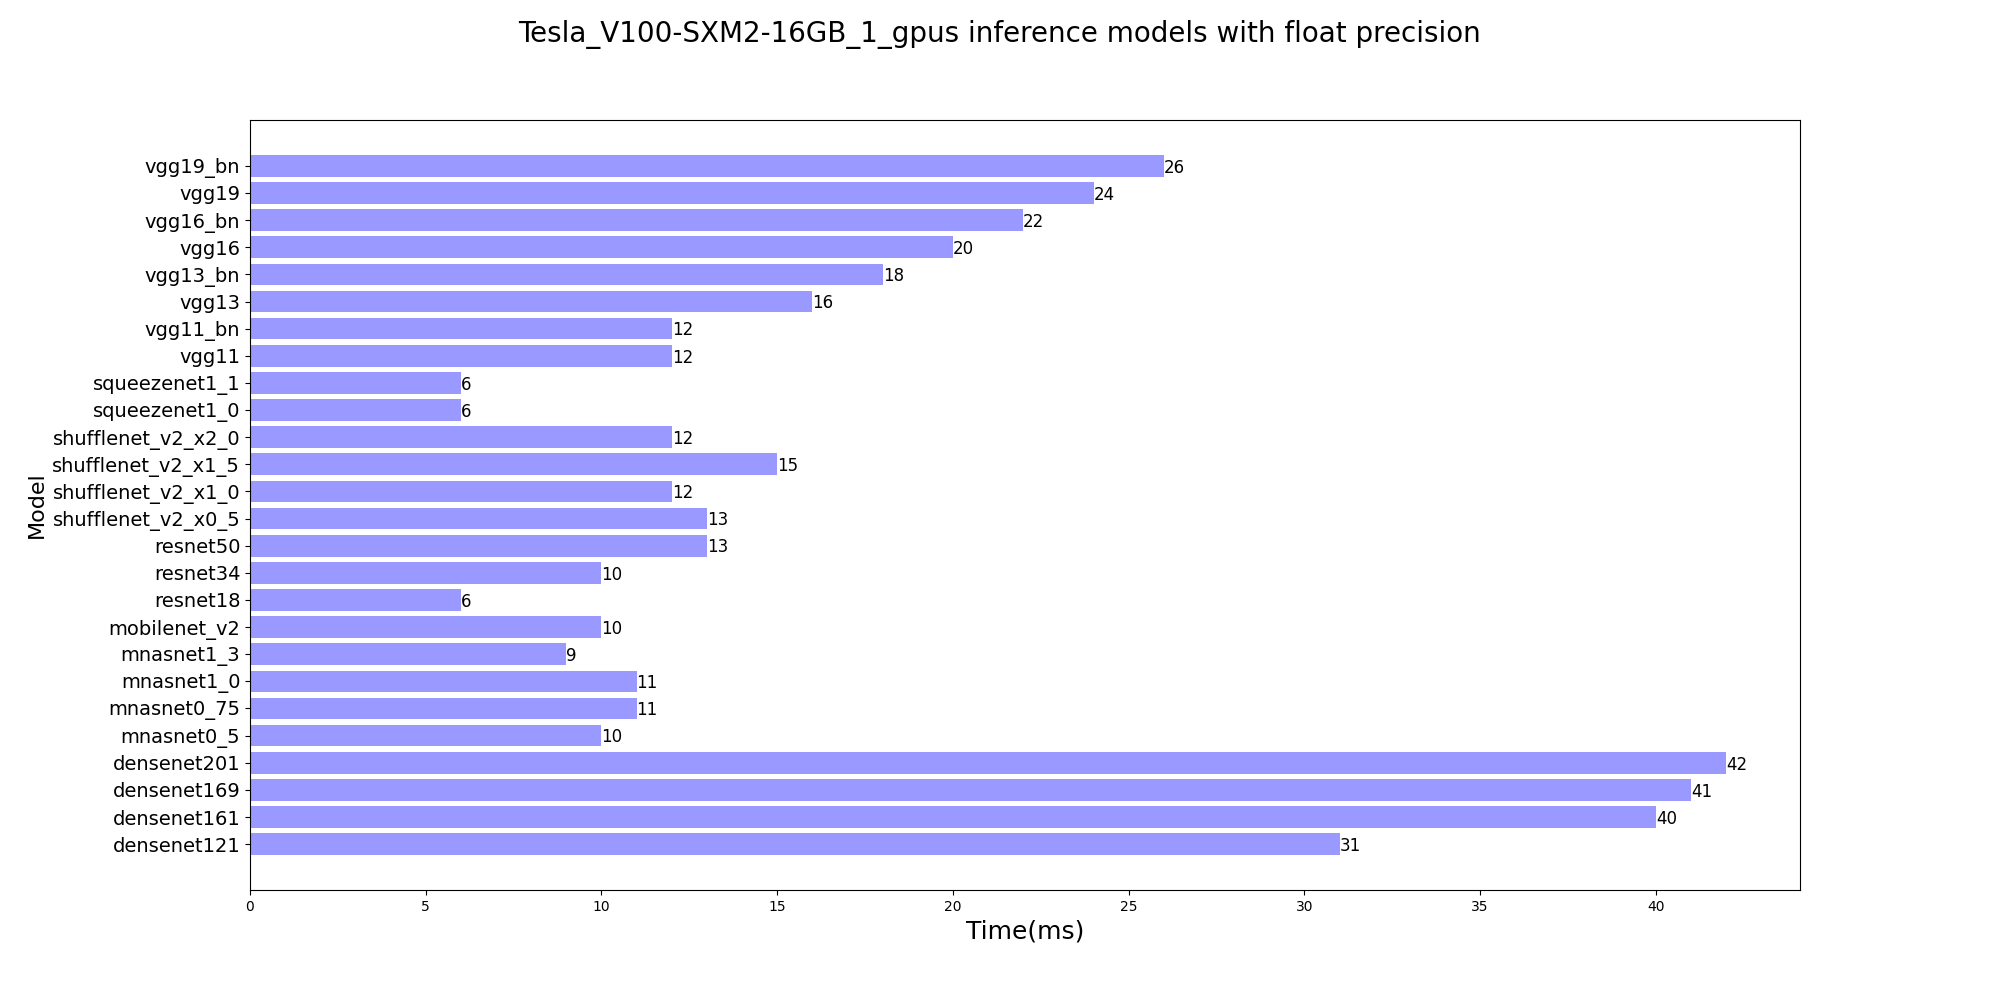 Tesla_V100-SXM2-16GB_1_gpus inference models with float precision
Model
vgg19_bn 26
vgg19 24
vgg16_bn 22
vgg16 20
vgg13_bn 18
vgg13 16
vgg11_bn 12
vgg11 12
squeezenet1_1 6
squeezenet1_0 6
shufflenet_v2_x2_0 12
shufflenet_v2_x1_5 15
shufflenet_v2_x1_0 12
shufflenet_v2_x0_5 13
resnet50 13
resnet34 10
resnet18 6
mobilenet_v2 10
mnasnet1_3 9
mnasnet1_0 11
mnasnet0_75 11
mnasnet0_5 10
densenet201 42
densenet169 41
densenet161 40
densenet121 31
0 5 10 15 20 25 30 35 40
Time(ms)